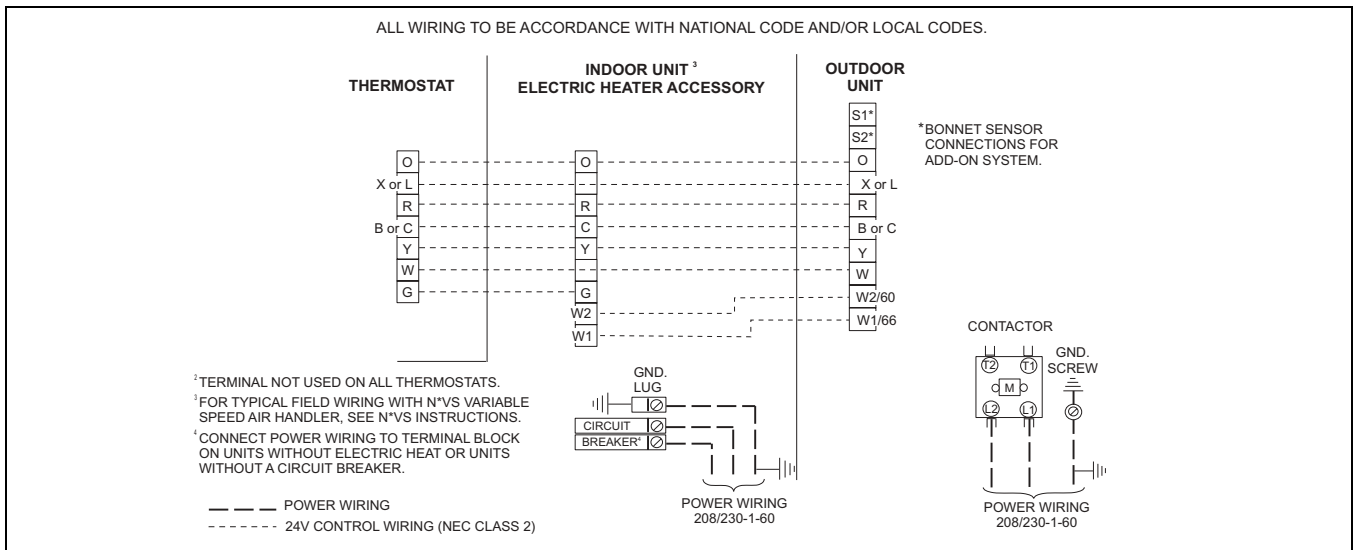 ALL WIRING TO BE ACCORDANCE WITH NATIONAL CODE AND/OR LOCAL CODES.
THERMOSTAT
INDOOR UNIT ³
ELECTRIC HEATER ACCESSORY
OUTDOOR
UNIT
S1*
S2*
*BONNET SENSOR
CONNECTIONS FOR
ADD-ON SYSTEM.
O O O
X or L X or L
R R R
B or C C B or C
Y Y Y
W W
G G
W2 W2/60
W1 W1/66
² TERMINAL NOT USED ON ALL THERMOSTATS.
³ FOR TYPICAL FIELD WIRING WITH N*VS VARIABLE
SPEED AIR HANDLER, SEE N*VS INSTRUCTIONS.
⁴ CONNECT POWER WIRING TO TERMINAL BLOCK
ON UNITS WITHOUT ELECTRIC HEAT OR UNITS
WITHOUT A CIRCUIT BREAKER.
POWER WIRING
24V CONTROL WIRING (NEC CLASS 2)
GND.
LUG
CIRCUIT
BREAKER⁴
POWER WIRING
208/230-1-60
CONTACTOR
T2 T1
M
L2 L1
GND.
SCREW
POWER WIRING
208/230-1-60